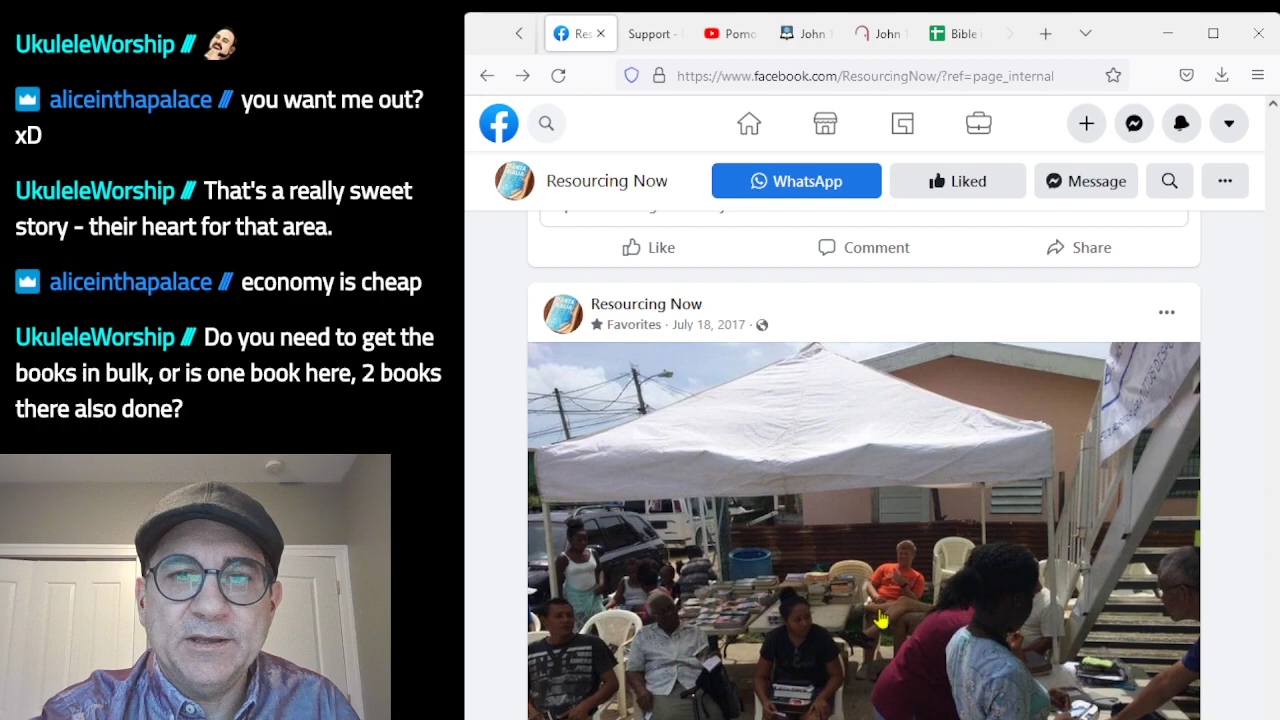 UkuleleWorship ///
aliceinthapalace /// you want me out?
xD
UkuleleWorship /// That's a really sweet
story - their heart for that area.
aliceinthapalace /// economy is cheap
UkuleleWorship /// Do you need to get the
books in bulk, or is one book here, 2 books
there also done?
Res
Support -
Pomo
John
John
Bible
https://www.facebook.com/ResourcingNow/?ref=page_internal
Resourcing Now
WhatsApp
Liked
Message
Like
Comment
Share
Resourcing Now
Favorites · July 18, 2017 ·